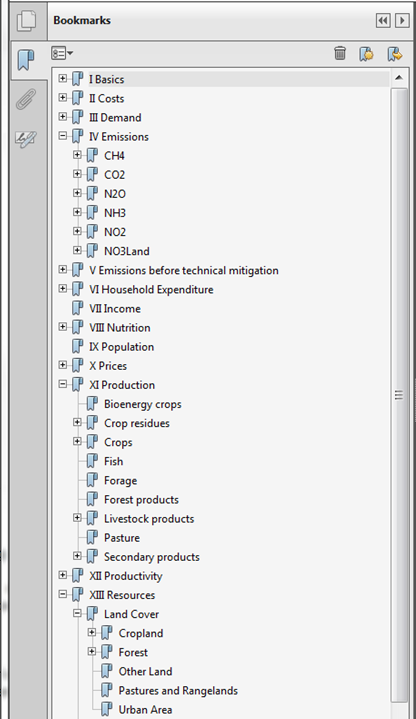 Bookmarks
I Basics
II Costs
III Demand
IV Emissions
CH4
CO2
N2O
NH3
NO2
NO3Land
V Emissions before technical mitigation
VI Household Expenditure
VII Income
VIII Nutrition
IX Population
X Prices
XI Production
Bioenergy crops
Crop residues
Crops
Fish
Forage
Forest products
Livestock products
Pasture
Secondary products
XII Productivity
XIII Resources
Land Cover
Cropland
Forest
Other Land
Pastures and Rangelands
Urban Area